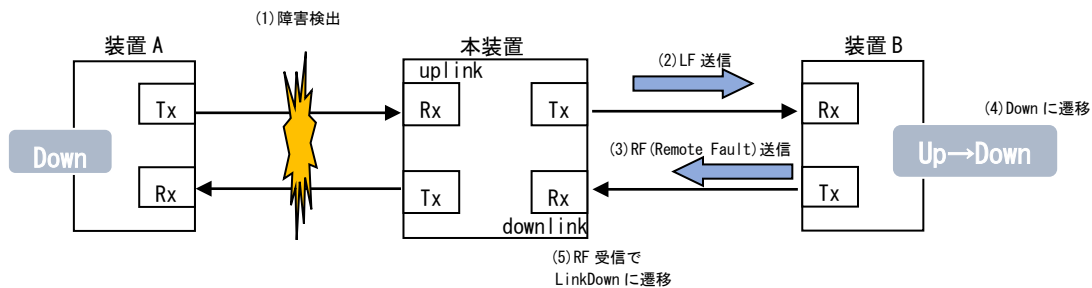 (1)障害検出
装置 A
本装置
装置 B
uplink
(2)LF 送信
Tx
Rx
Tx
Rx
(4)Down に遷移
Down
(3)RF(Remote Fault)送信
Up→Down
Rx
Tx
Rx
Tx
downlink
(5)RF 受信で
LinkDown に遷移